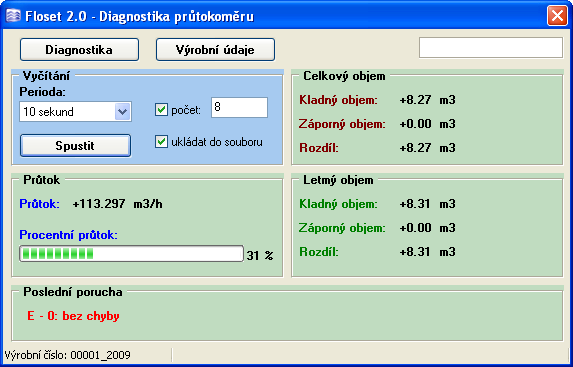 Floset 2.0 - Diagnostika průtokoměru
Diagnostika
Výrobní údaje
Vyčítání
Perioda:
10 sekund
počet:
8
Spustit
ukládat do souboru
Celkový objem
Kladný objem: +8.27 m3
Záporný objem: +0.00 m3
Rozdíl: +8.27 m3
Průtok
Průtok: +113.297 m3/h
Procentní průtok:
31 %
Letmý objem
Kladný objem: +8.31 m3
Záporný objem: +0.00 m3
Rozdíl: +8.31 m3
Poslední porucha
E - 0: bez chyby
Výrobní číslo: 00001_2009